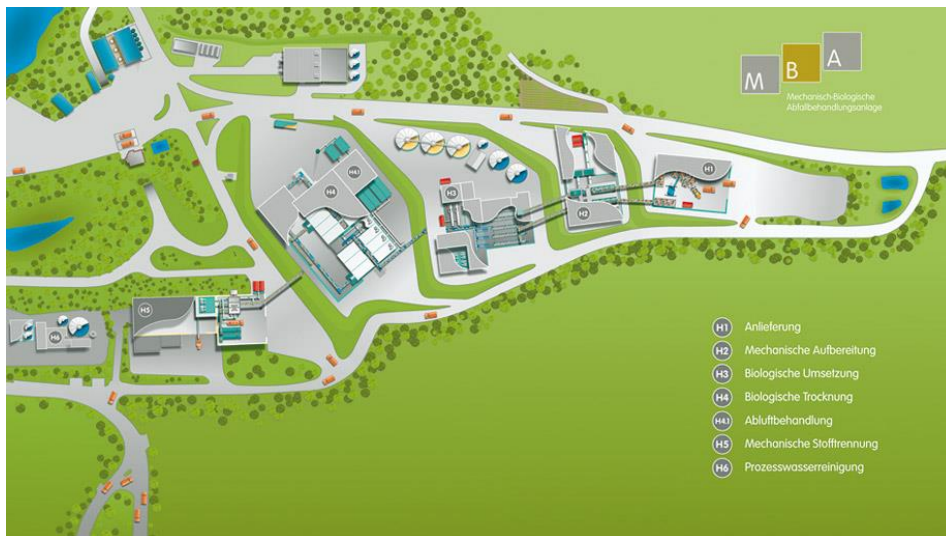 M B A
Mechanisch-Biologische
Abfallbehandlungsanlage
H1
H2
H3
H4
H4.1
H5
H6
H1 Anlieferung
H2 Mechanische Aufbereitung
H3 Biologische Umsetzung
H4 Biologische Trocknung
H4.1 Abluftbehandlung
H5 Mechanische Stofftrennung
H6 Prozesswasserreinigung